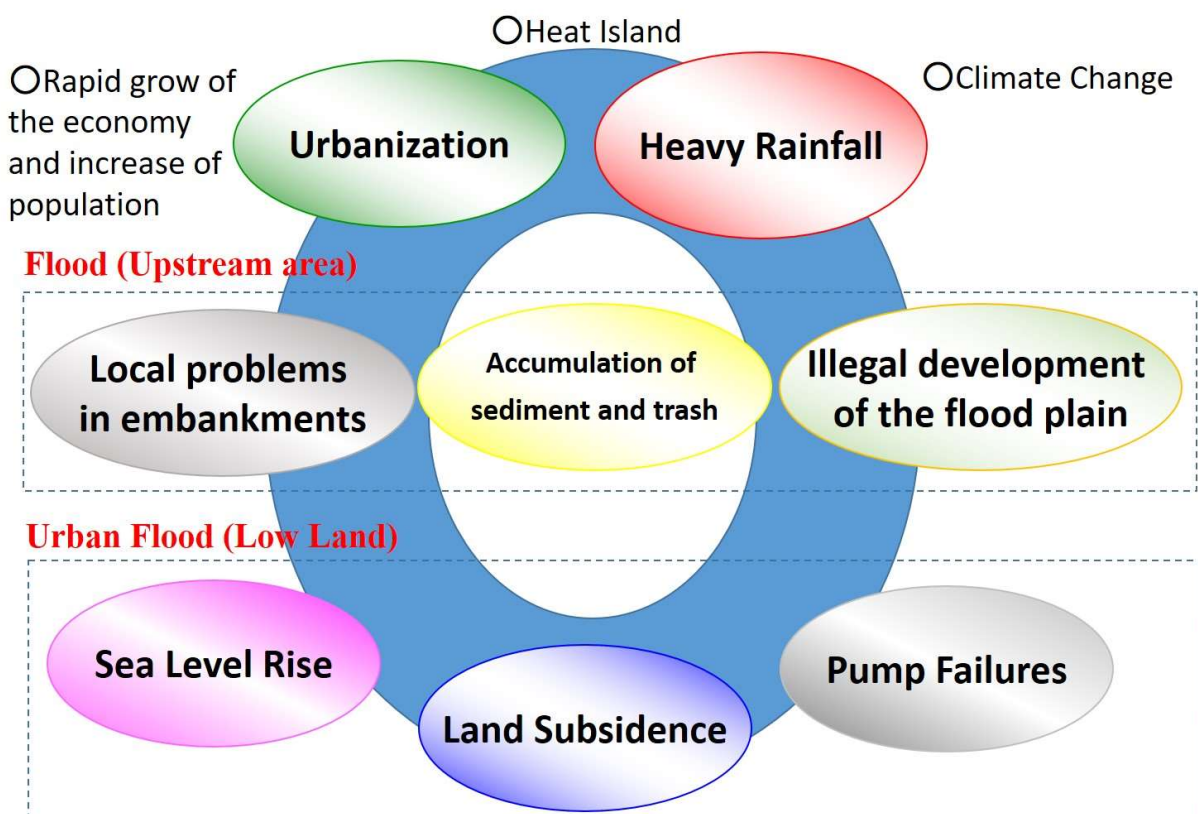 ○Heat Island
○Rapid grow of
the economy
and increase of
population
○Climate Change
Urbanization
Heavy Rainfall
Flood (Upstream area)
Local problems
in embankments
Accumulation of
sediment and trash
Illegal development
of the flood plain
Urban Flood (Low Land)
Sea Level Rise
Land Subsidence
Pump Failures